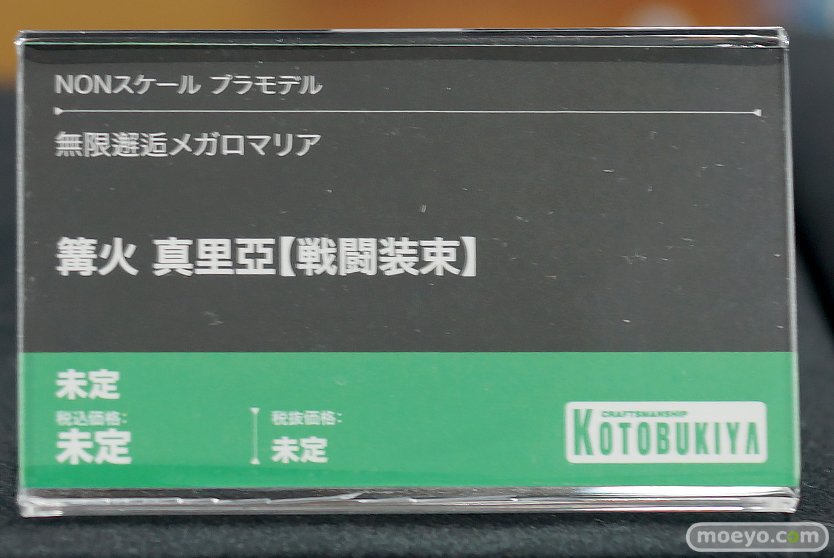 NONスケール プラモデル
無限邂逅メガロマリア
篝火 真里亞【戦闘装束】
未定
税込価格:
未定
税抜価格:
未定
CRAFTSMANSHIP
KOTOBUKIYA
moeyo.com